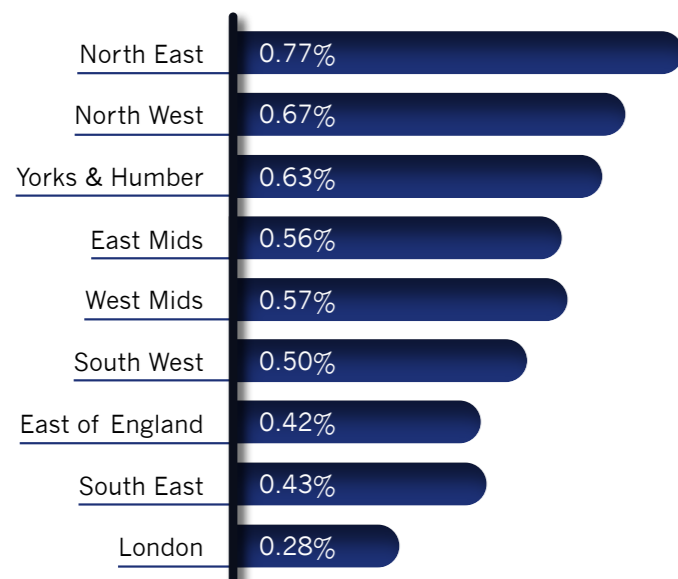 North East 0.77%
North West 0.67%
Yorks & Humber 0.63%
East Mids 0.56%
West Mids 0.57%
South West 0.50%
East of England 0.42%
South East 0.43%
London 0.28%